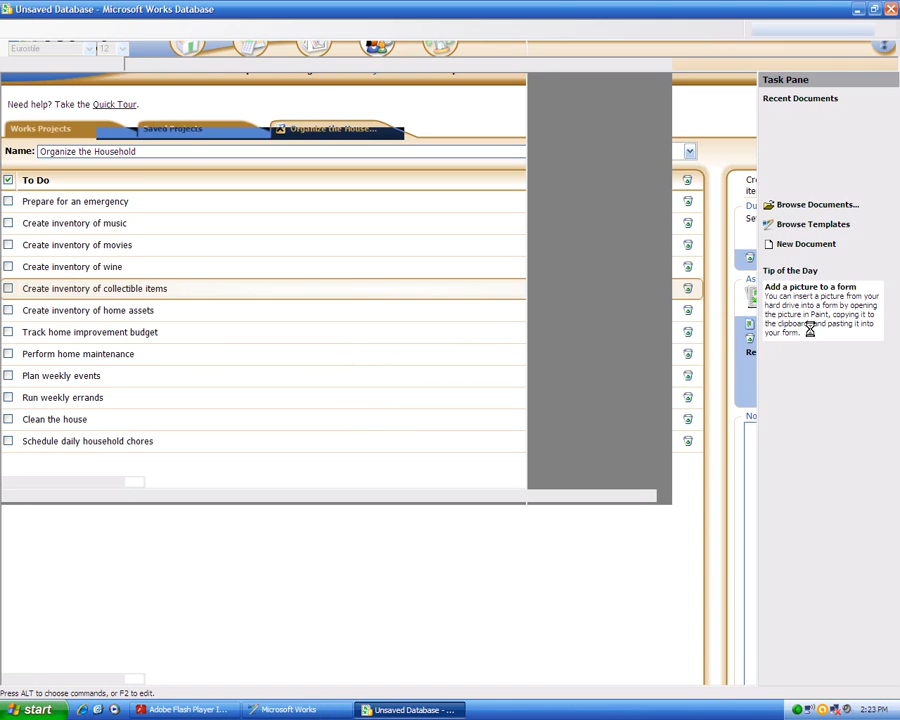 Unsaved Database - Microsoft Works Database
Eurostile
12
Need help? Take the Quick Tour.
Works Projects
Saved Projects
Organize the House...
Name: Organize the Household
To Do
Prepare for an emergency
Create inventory of music
Create inventory of movies
Create inventory of wine
Create inventory of collectible items
Create inventory of home assets
Track home improvement budget
Perform home maintenance
Plan weekly events
Run weekly errands
Clean the house
Schedule daily household chores
Task Pane
Recent Documents
Browse Documents...
Browse Templates
New Document
Tip of the Day
Add a picture to a form
You can insert a picture from your
hard drive into a form by opening
the picture in Paint, copying it to
the clipboard and pasting it into
your form.
Press ALT to choose commands, or F2 to edit.
start
Adobe Flash Player I...
Microsoft Works
Unsaved Database - ...
2:23 PM